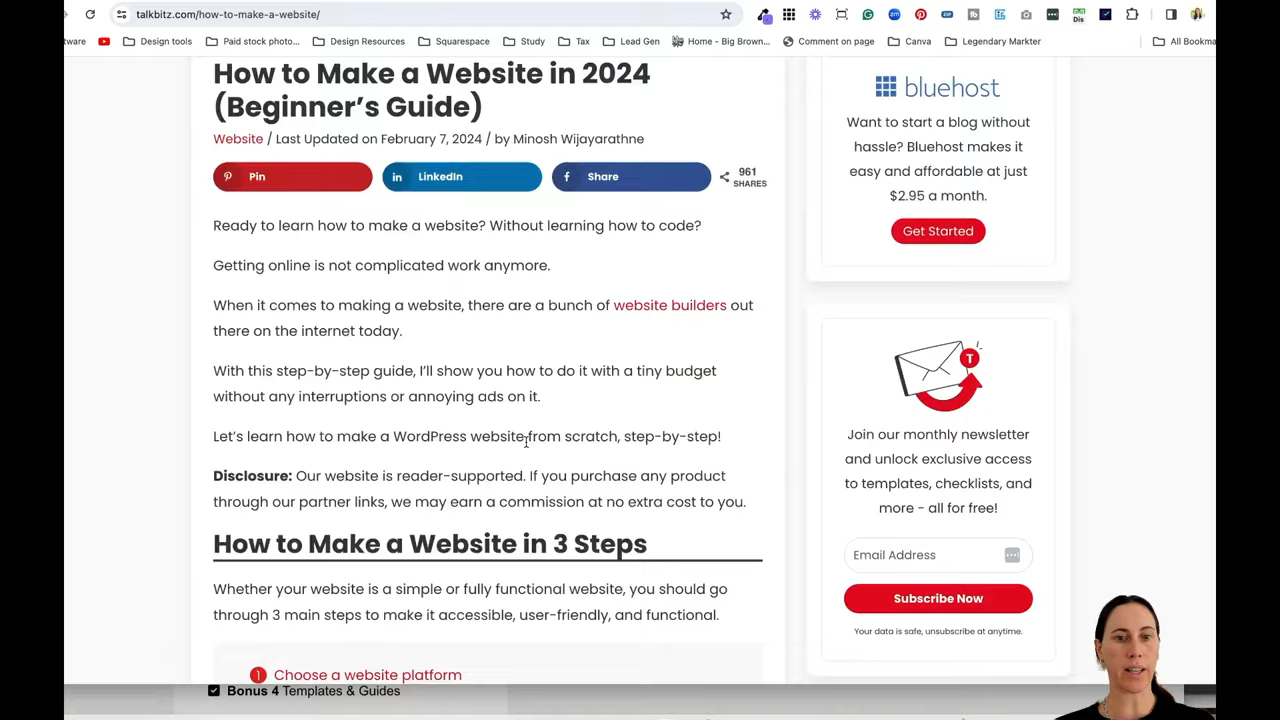 talkbitz.com/how-to-make-a-website/
Dis
tware
Design tools
Paid stock photo...
Design Resources
Squarespace
Study
Tax
Lead Gen
Home - Big Brown...
Comment on page
Canva
Legendary Markter
All Bookma
How to Make a Website in 2024
(Beginner's Guide)
Website / Last Updated on February 7, 2024 / by Minosh Wijayarathne
Pin
LinkedIn
Share
961
SHARES
Ready to learn how to make a website? Without learning how to code?
Getting online is not complicated work anymore.
When it comes to making a website, there are a bunch of website builders out
there on the internet today.
With this step-by-step guide, I'll show you how to do it with a tiny budget
without any interruptions or annoying ads on it.
Let's learn how to make a WordPress website from scratch, step-by-step!
Disclosure: Our website is reader-supported. If you purchase any product
through our partner links, we may earn a commission at no extra cost to you.
How to Make a Website in 3 Steps
Whether your website is a simple or fully functional website, you should go
through 3 main steps to make it accessible, user-friendly, and functional.
1 Choose a website platform
Bonus 4 Templates & Guides
bluehost
Want to start a blog without
hassle? Bluehost makes it
easy and affordable at just
$2.95 a month.
Get Started
T
Join our monthly newsletter
and unlock exclusive access
to templates, checklists, and
more - all for free!
Email Address
Subscribe Now
Your data is safe, unsubscribe at anytime.